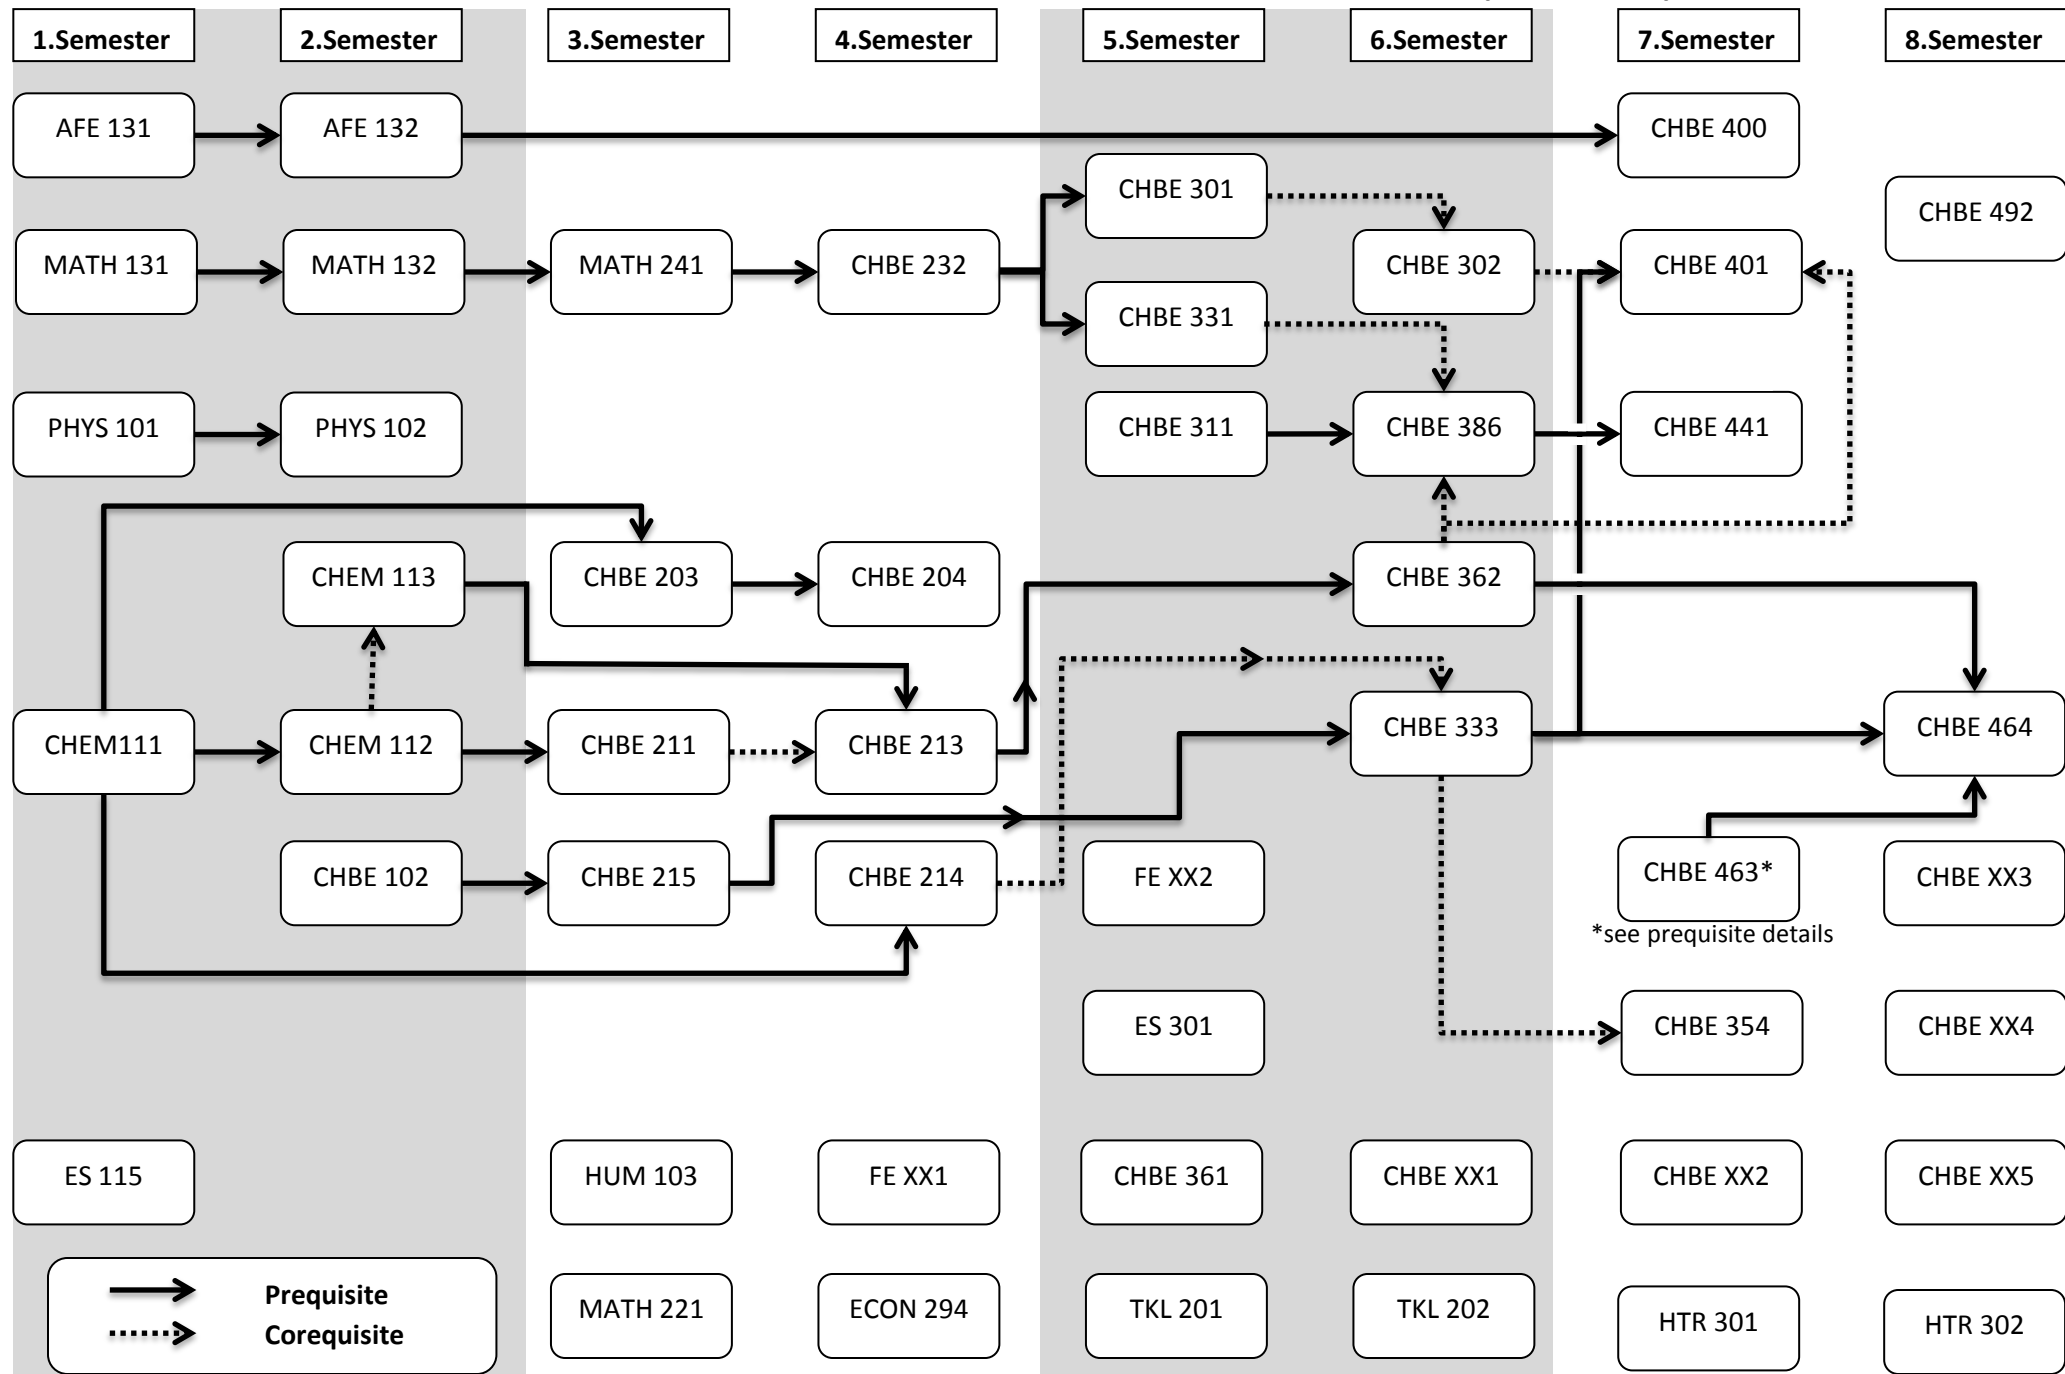 1.Semester
2.Semester
3.Semester
4.Semester
5.Semester
6.Semester
7.Semester
8.Semester
AFE 131
AFE 132
CHBE 400
CHBE 301
CHBE 492
MATH 131
MATH 132
MATH 241
CHBE 232
CHBE 302
CHBE 401
CHBE 331
PHYS 101
PHYS 102
CHBE 311
CHBE 386
CHBE 441
CHEM 113
CHBE 203
CHBE 204
CHBE 362
CHEM111
CHEM 112
CHBE 211
CHBE 213
CHBE 333
CHBE 464
CHBE 102
CHBE 215
CHBE 214
FE XX2
CHBE 463*
*see prequisite details
CHBE XX3
ES 301
CHBE 354
CHBE XX4
ES 115
HUM 103
FE XX1
CHBE 361
CHBE XX1
CHBE XX2
CHBE XX5
Prequisite
Corequisite
MATH 221
ECON 294
TKL 201
TKL 202
HTR 301
HTR 302